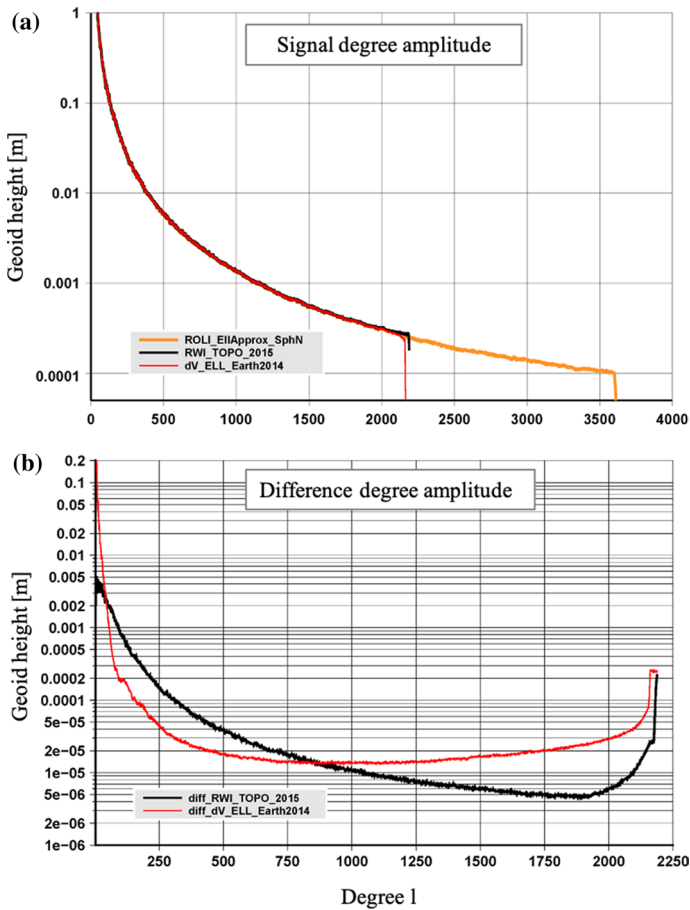 (a)
Signal degree amplitude
Geoid height [m]
1
0.1
0.01
0.001
0.0001
ROLI_EllApprox_SphN
RWI_TOPO_2015
dV_ELL_Earth2014
0 500 1000 1500 2000 2500 3000 3500 4000
(b)
Difference degree amplitude
Geoid height [m]
0.2
0.1
0.05
0.02
0.01
0.005
0.002
0.001
0.0005
0.0002
0.0001
5e-05
2e-05
1e-05
5e-06
1e-06
diff_RWI_TOPO_2015
diff_dV_ELL_Earth2014
250 500 750 1000 1250 1500 1750 2000 2250
Degree l